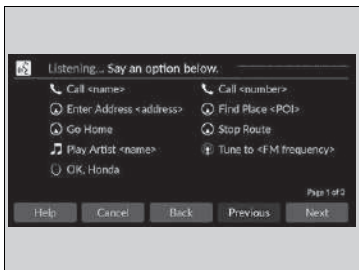 Listening... Say an option below.
Call <name>
Call <number>
Enter Address <address>
Find Place <POI>
Go Home
Stop Route
Play Artist <name>
Tune to <FM frequency>
OK, Honda
Page 1 of 2
Help Cancel Back Previous Next